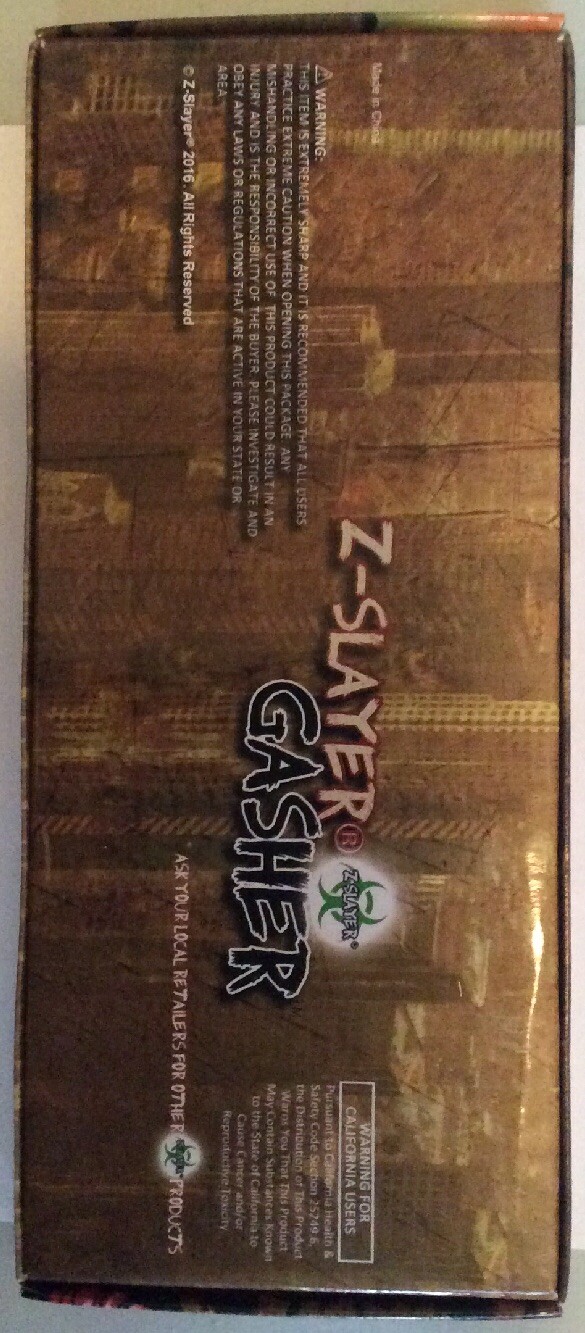 Made in China
⚠ WARNING:
THIS ITEM IS EXTREMELY SHARP AND IT IS RECOMMENDED THAT ALL USERS
PRACTICE EXTREME CAUTION WHEN OPENING THIS PACKAGE. ANY
MISHANDLING OR INCORRECT USE OF THIS PRODUCT COULD RESULT IN AN
INJURY AND IS THE RESPONSIBILITY OF THE BUYER. PLEASE INVESTIGATE AND
OBEY ANY LAWS OR REGULATIONS THAT ARE ACTIVE IN YOUR STATE OR
AREA.
© Z-Slayer® 2016. All Rights Reserved
Z-SLAYER®
Z-SLAYER®
GASHER
ASK YOUR LOCAL RETAILERS FOR OTHER PRODUCTS
WARNING FOR
CALIFORNIA USERS
Pursuant to California Health &
Safety Code Section 25249.6,
the Distribution of This Product
Warns You That This Product
May Contain Substances Known
to the State of California to
Cause Cancer and/or
Reproductive Toxicity